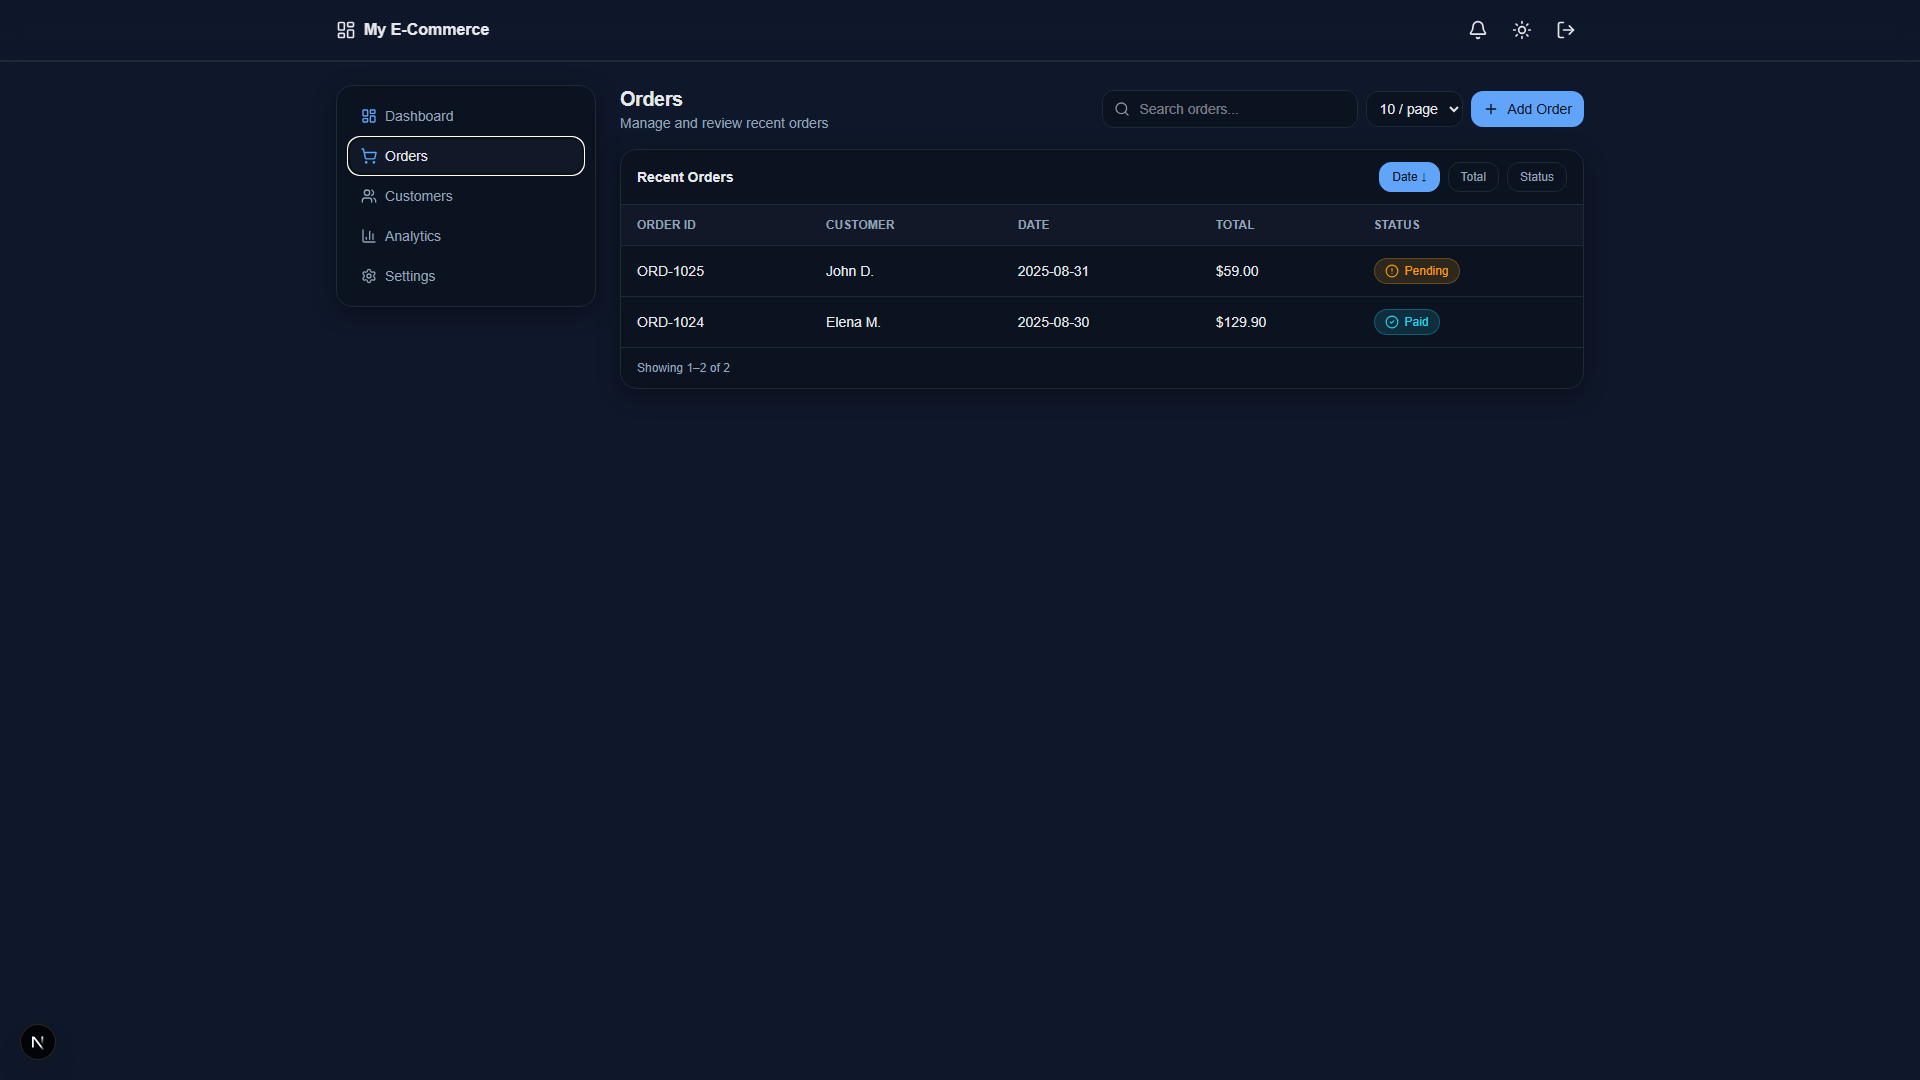 My E-Commerce
Dashboard
Orders
Customers
Analytics
Settings
Orders
Manage and review recent orders
Search orders...
10 / page
Add Order
Recent Orders
Date ↓ Total Status
ORDER ID CUSTOMER DATE TOTAL STATUS
ORD-1025 John D. 2025-08-31 $59.00 Pending
ORD-1024 Elena M. 2025-08-30 $129.90 Paid
Showing 1–2 of 2
N